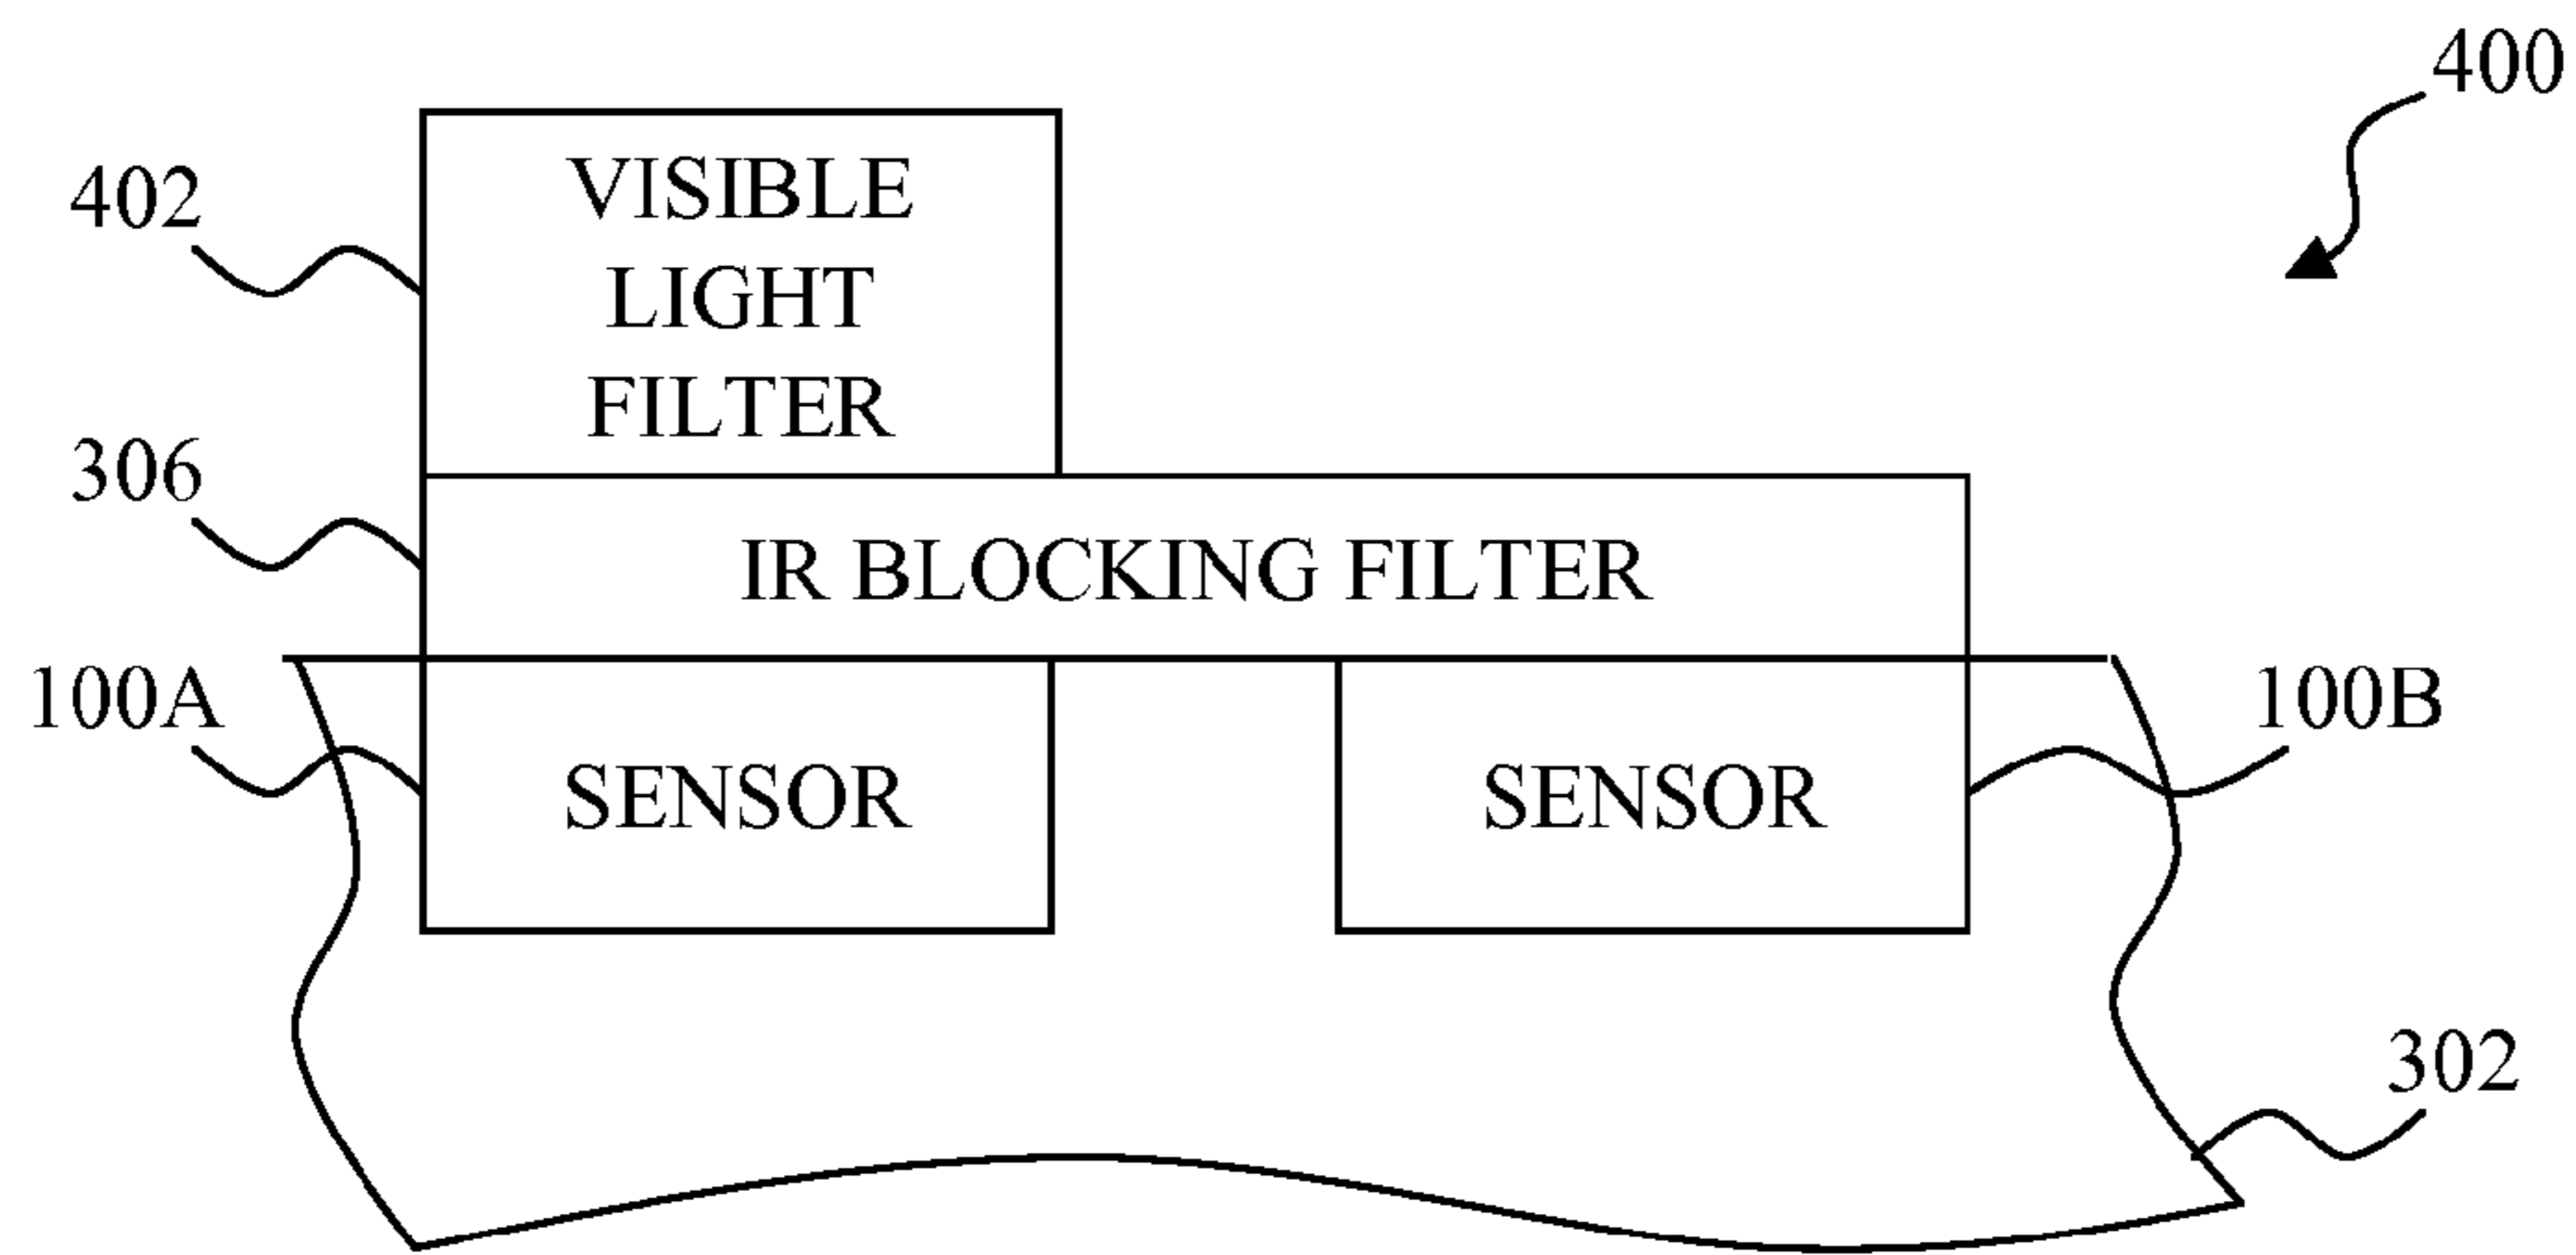 400
402
VISIBLE
LIGHT
FILTER
306
IR BLOCKING FILTER
100A
100B
SENSOR
SENSOR
302